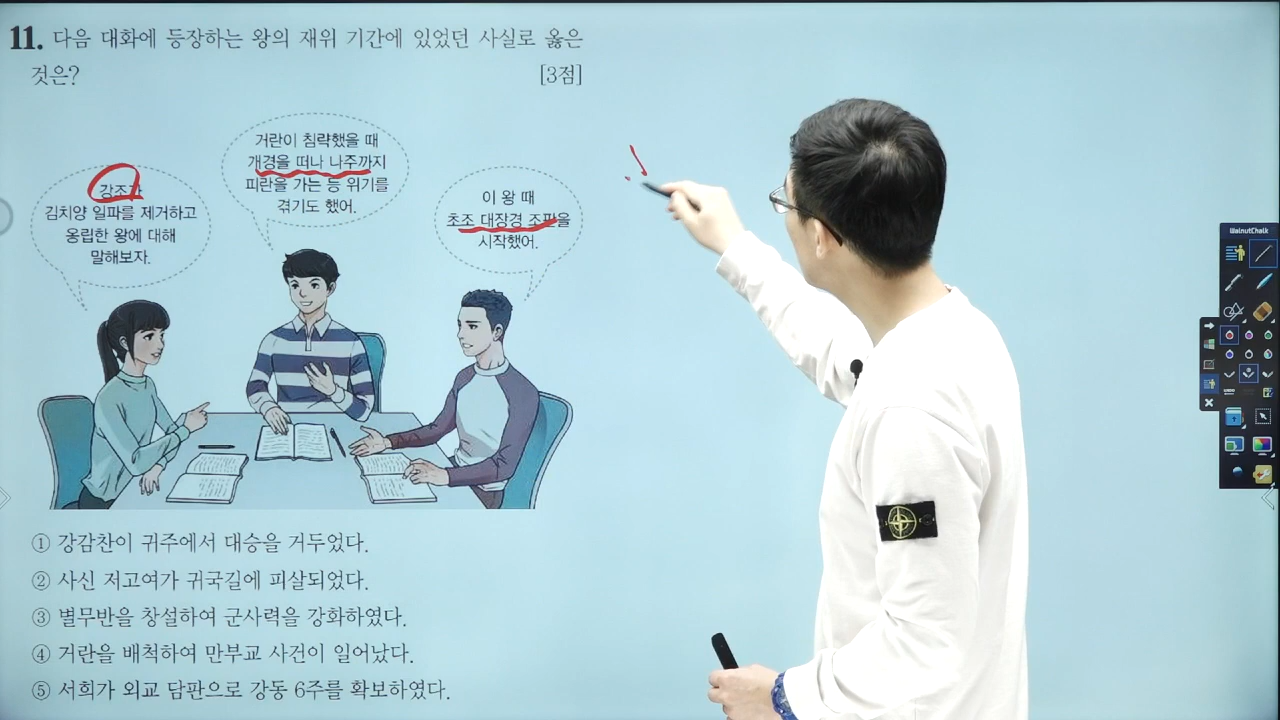 11. 다음 대화에 등장하는 왕의 재위 기간에 있었던 사실로 옳은
것은? [3점]
강조가
김치양 일파를 제거하고
옹립한 왕에 대해
말해보자.
거란이 침략했을 때
개경을 떠나 나주까지
피란을 가는 등 위기를
겪기도 했어.
이 왕 때
초조 대장경 조판을
시작했어.
① 강감찬이 귀주에서 대승을 거두었다.
② 사신 저고여가 귀국길에 피살되었다.
③ 별무반을 창설하여 군사력을 강화하였다.
④ 거란을 배척하여 만부교 사건이 일어났다.
⑤ 서희가 외교 담판으로 강동 6주를 확보하였다.
WalnutChalk